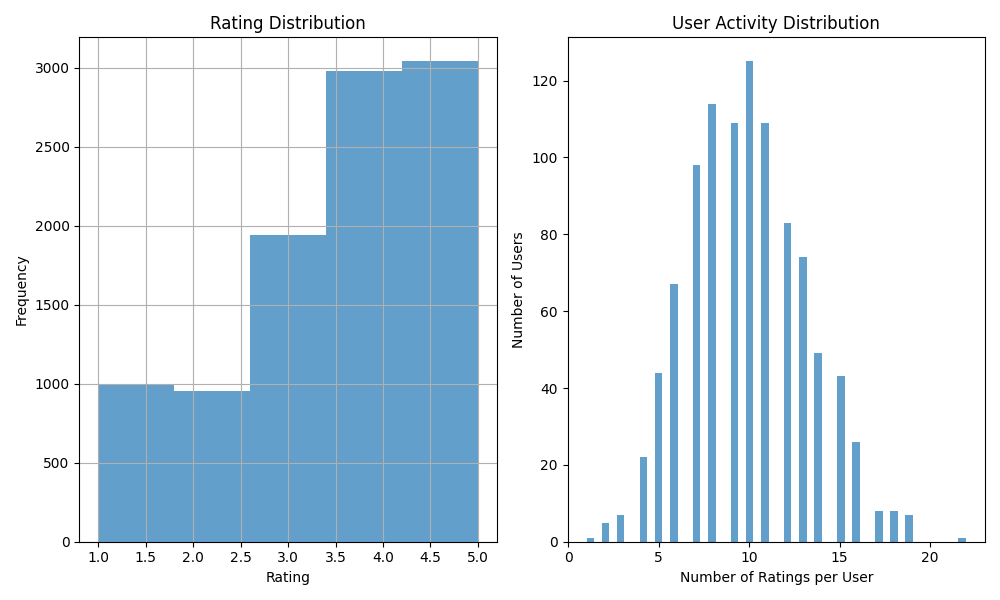 Rating Distribution
3000
2500
2000
1500
1000
500
0
Frequency
1.0 1.5 2.0 2.5 3.0 3.5 4.0 4.5 5.0
Rating
User Activity Distribution
120
100
80
60
40
20
0
Number of Users
0 5 10 15 20
Number of Ratings per User